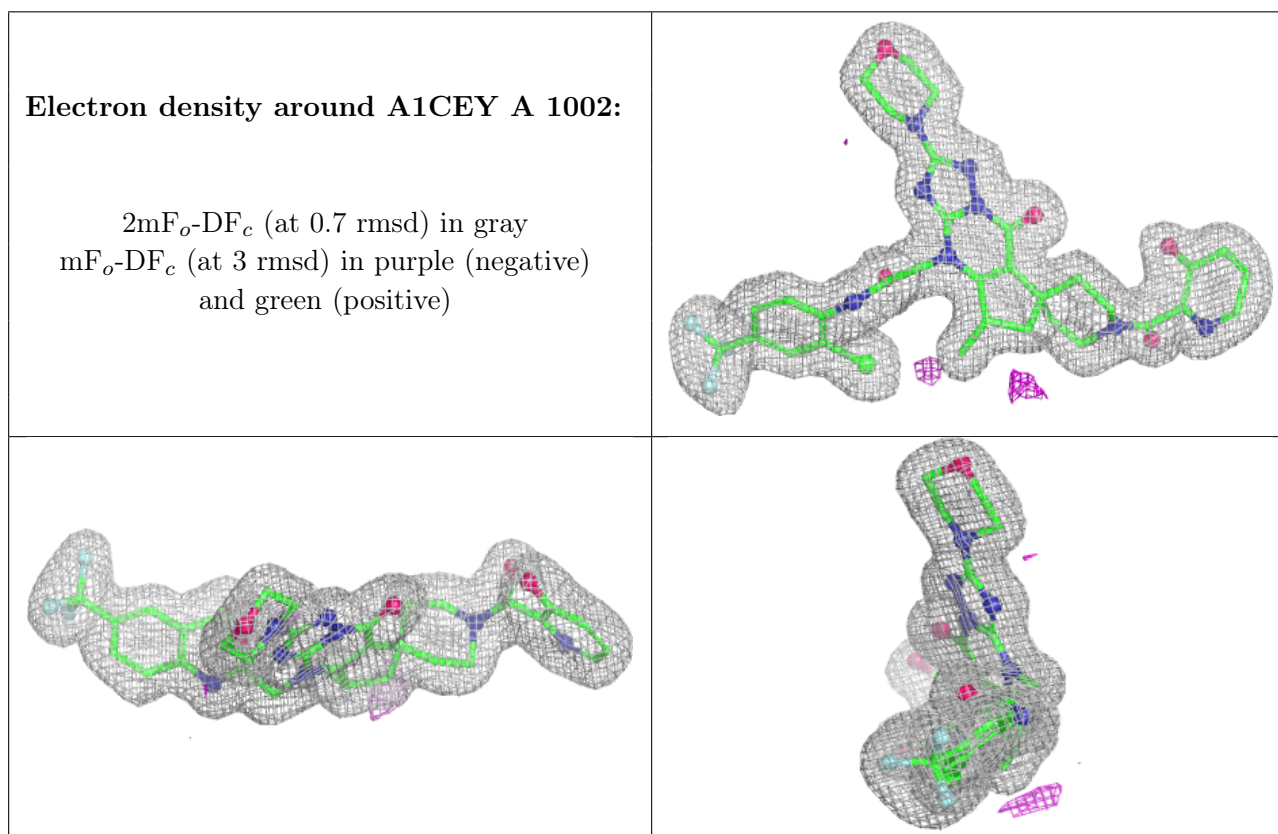 Electron density around A1CEY A 1002:
2mFₒ-DF𝑐 (at 0.7 rmsd) in gray
mFₒ-DF𝑐 (at 3 rmsd) in purple (negative)
and green (positive)